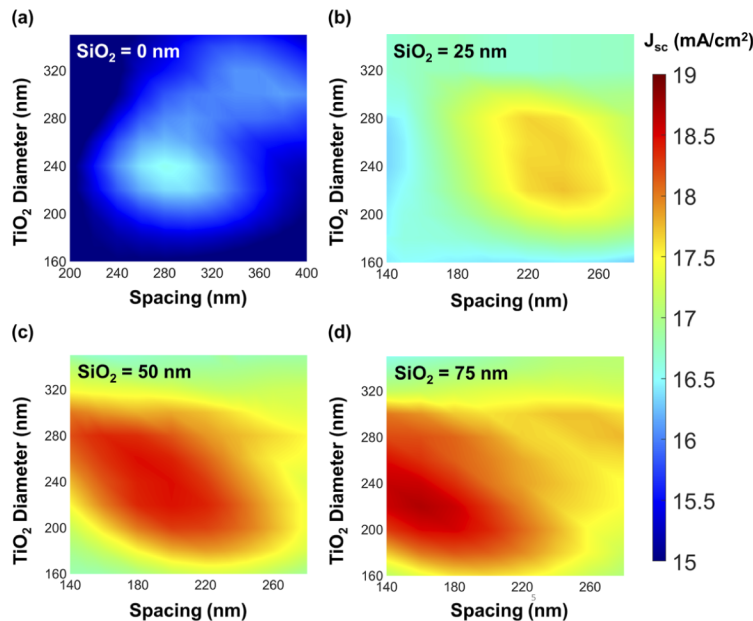 (a)
SiO₂ = 0 nm
TiO₂ Diameter (nm)
320
280
240
200
160
200 240 280 320 360 400
Spacing (nm)
(b)
SiO₂ = 25 nm
TiO₂ Diameter (nm)
320
280
240
200
160
140 180 220 260
Spacing (nm)
Jsc (mA/cm²)
19
18.5
18
17.5
17
16.5
16
15.5
15
(c)
SiO₂ = 50 nm
TiO₂ Diameter (nm)
320
280
240
200
160
140 180 220 260
Spacing (nm)
(d)
SiO₂ = 75 nm
TiO₂ Diameter (nm)
320
280
240
200
160
140 180 220 260
5
Spacing (nm)